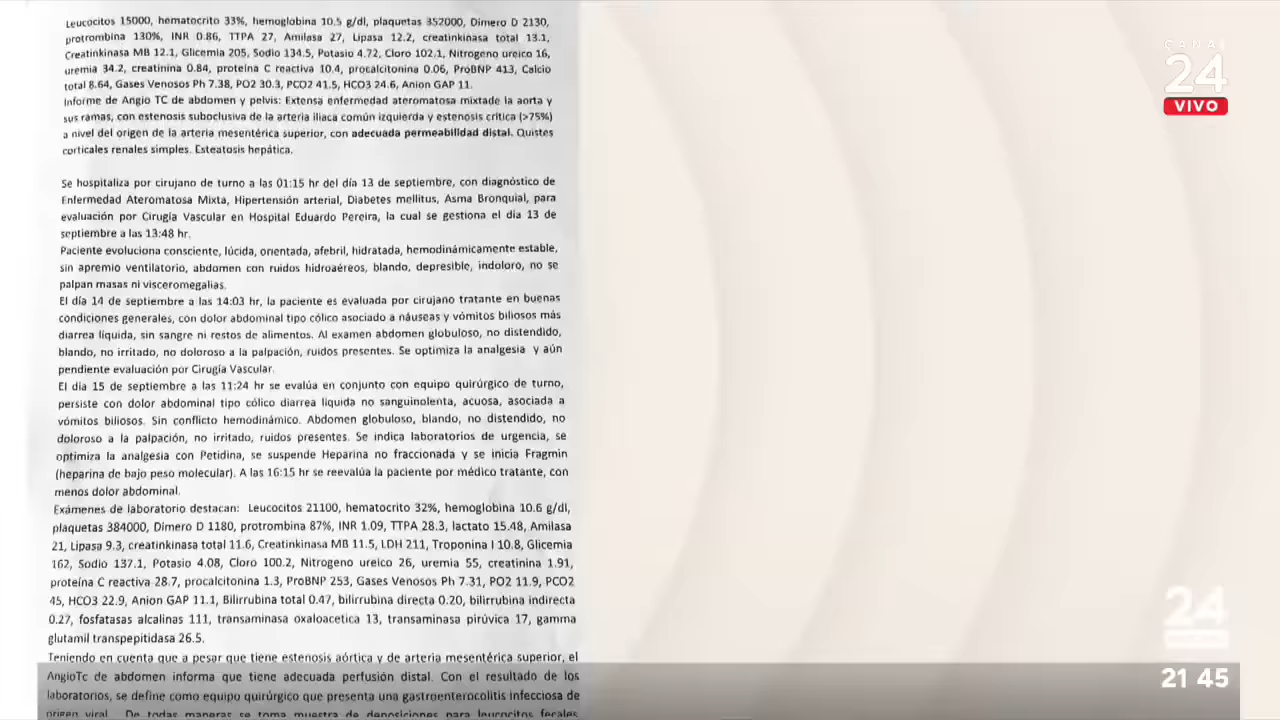 Leucocitos 15000, hematocrito 33%, hemoglobina 10.5 g/dl, plaquetas 352000, Dimero D 2130,
protrombina 130%, INR 0.86, TTPA 27, Amilasa 27, Lipasa 12.2, creatinkinasa total 13.1,
Creatinkinasa MB 12.1, Glicemia 205, Sodio 134.5, Potasio 4.72, Cloro 102.1, Nitrogeno ureico 16,
uremia 34.2, creatinina 0.84, proteína C reactiva 10.4, procalcitonina 0.06, ProBNP 413, Calcio
total 8.64, Gases Venosos Ph 7.38, PO2 30.3, PCO2 41.5, HCO3 24.6, Anion GAP 11.
Informe de Angio TC de abdomen y pelvis: Extensa enfermedad ateromatosa mixtade la aorta y
sus ramas, con estenosis suboclusiva de la arteria iliaca común izquierda y estenosis crítica (>75%)
a nivel del origen de la arteria mesentérica superior, con adecuada permeabilidad distal. Quistes
corticales renales simples. Esteatosis hepática.
Se hospitaliza por cirujano de turno a las 01:15 hr del día 13 de septiembre, con diagnóstico de
Enfermedad Ateromatosa Mixta, Hipertensión arterial, Diabetes mellitus, Asma Bronquial, para
evaluación por Cirugía Vascular en Hospital Eduardo Pereira, la cual se gestiona el dia 13 de
septiembre a las 13:48 hr.
Paciente evoluciona consciente, lúcida, orientada, afebril, hidratada, hemodinámicamente estable,
sin apremio ventilatorio, abdomen con ruidos hidroaéreos, blando, depresible, indoloro, no se
palpan masas ni visceromegalias.
El día 14 de septiembre a las 14:03 hr, la paciente es evaluada por cirujano tratante en buenas
condiciones generales, con dolor abdominal tipo cólico asociado a náuseas y vómitos biliosos más
diarrea líquida, sin sangre ni restos de alimentos. Al examen abdomen globuloso, no distendido,
blando, no irritado, no doloroso a la palpación, ruidos presentes. Se optimiza la analgesia y aún
pendiente evaluación por Cirugía Vascular.
El dia 15 de septiembre a las 11:24 hr se evalúa en conjunto con equipo quirúrgico de turno,
persiste con dolor abdominal tipo cólico diarrea liquida no sanguinolenta, acuosa, asociada a
vómitos biliosos. Sin conflicto hemodinámico. Abdomen globuloso, blando, no distendido, no
doloroso a la palpación, no irritado, ruidos presentes. Se indica laboratorios de urgencia, se
optimiza la analgesia con Petidina, se suspende Heparina no fraccionada y se inicia Fragmin
(heparina de bajo peso molecular). A las 16:15 hr se reevalúa la paciente por médico tratante, con
menos dolor abdominal.
Exámenes de laboratorio destacan: Leucocitos 21100, hematocrito 32%, hemoglobina 10.6 g/dl,
plaquetas 384000, Dimero D 1180, protrombina 87%, INR 1.09, TTPA 28.3, lactato 15.48, Amilasa
21, Lipasa 9.3, creatinkinasa total 11.6, Creatinkinasa MB 11.5, LDH 211, Troponina I 10.8, Glicemia
162, Sodio 137.1, Potasio 4.08, Cloro 100.2, Nitrogeno ureico 26, uremia 55, creatinina 1.91,
proteína C reactiva 28.7, procalcitonina 1.3, ProBNP 253, Gases Venosos Ph 7.31, PO2 11.9, PCO2
45, HCO3 22.9, Anion GAP 11.1, Bilirrubina total 0.47, bilirrubina directa 0.20, bilirrubina indirecta
0.27, fosfatasas alcalinas 111, transaminasa oxaloacetica 13, transaminasa pirúvica 17, gamma
glutamil transpeptidasa 26.5.
Teniendo en cuenta que a pesar que tiene estenosis aórtica y de arteria mesentérica superior, el
AngioTc de abdomen informa que tiene adecuada perfusión distal. Con el resultado de los
laboratorios, se define como equipo quirúrgico que presenta una gastroenterocolitis infecciosa de
origen viral. De todas maneras se toma muestra de deposiciones para leucocitos fecales
CANAL
24
VIVO
24
21 45